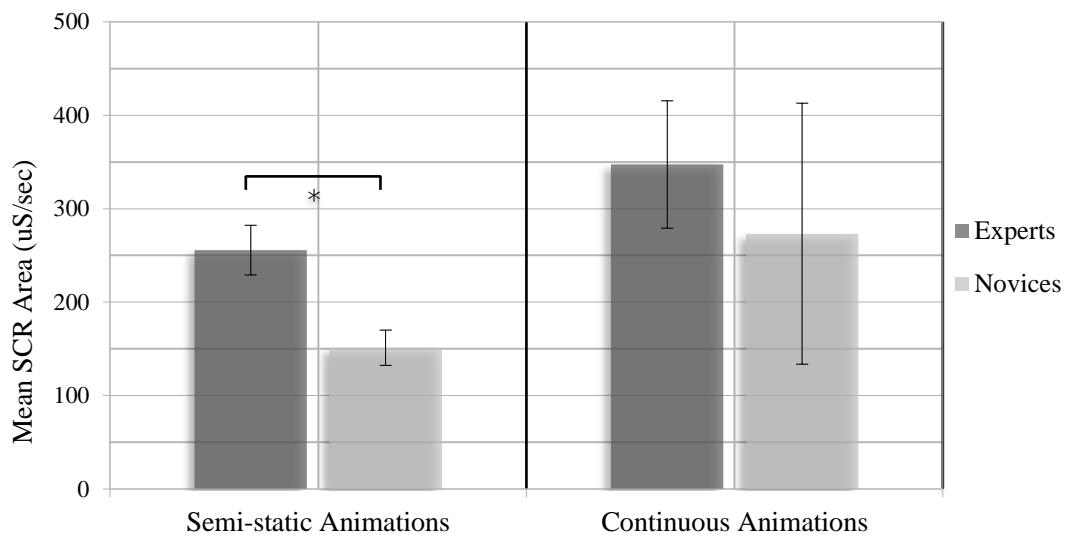 500
400
300
200
100
0
Mean SCR Area (uS/sec)
*
Semi-static Animations
Continuous Animations
Experts
Novices